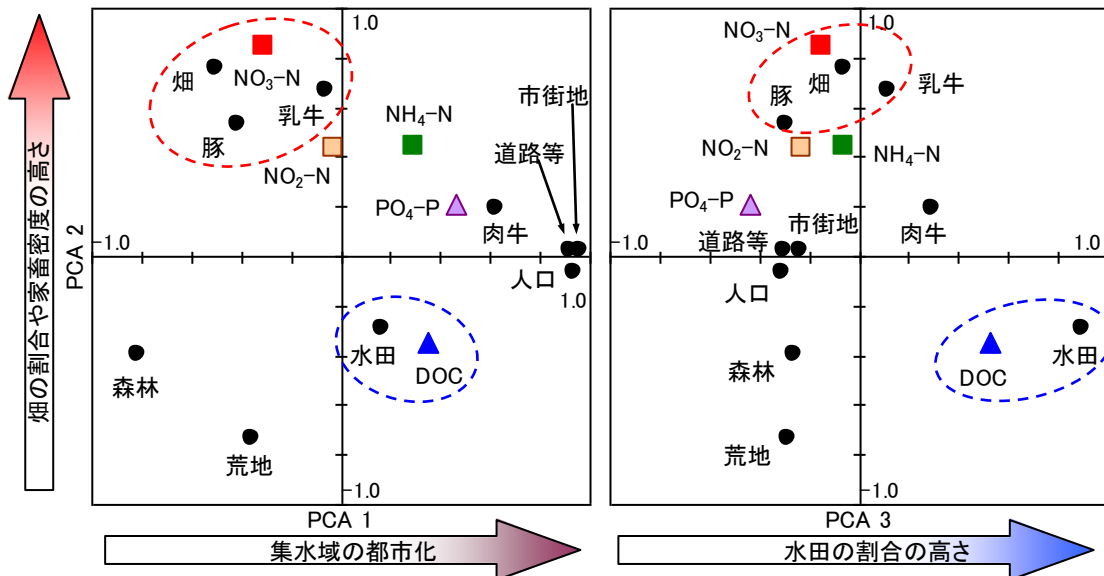 畑の割合や家畜密度の高さ
PCA 2
1.0
畑
NO₃-N
乳牛
豚
NO₂-N
NH₄-N
市街地
道路等
PO₄-P
肉牛
-1.0
人口
1.0
水田
DOC
森林
荒地
-1.0
PCA 1
集水域の都市化
1.0
NO₃-N
畑
乳牛
豚
NO₂-N
NH₄-N
PO₄-P
肉牛
道路等
市街地
-1.0
1.0
人口
水田
DOC
森林
荒地
-1.0
PCA 3
水田の割合の高さ